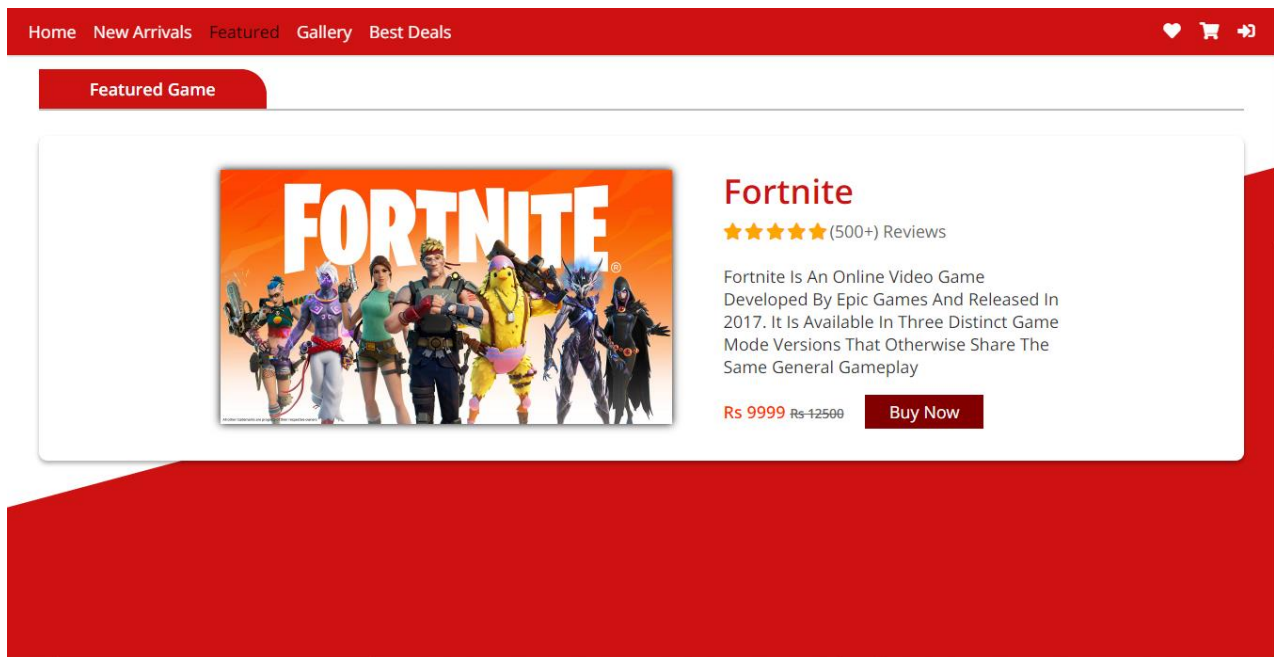 Home New Arrivals Featured Gallery Best Deals
Featured Game
FORTNITE®
Fortnite
(500+) Reviews
Fortnite Is An Online Video Game
Developed By Epic Games And Released In
2017. It Is Available In Three Distinct Game
Mode Versions That Otherwise Share The
Same General Gameplay
Rs 9999 Rs 12500 Buy Now